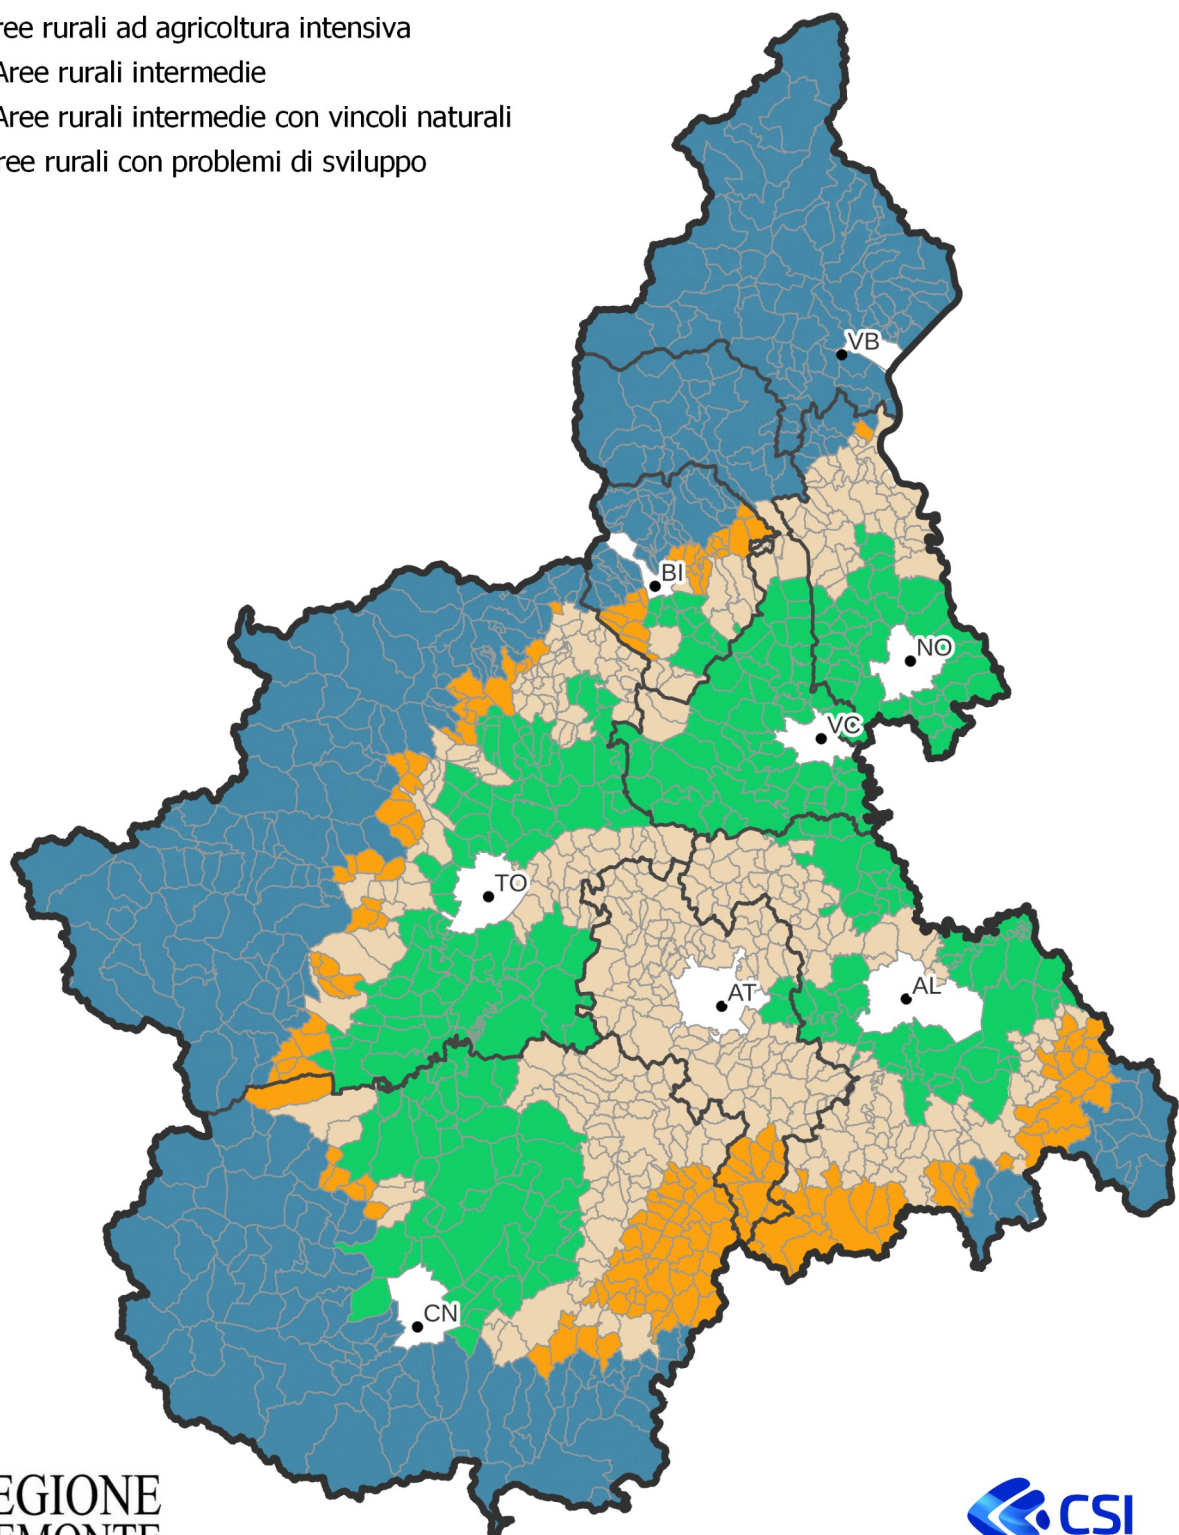 ree rurali ad agricoltura intensiva
Aree rurali intermedie
Aree rurali intermedie con vincoli naturali
ree rurali con problemi di sviluppo
VB
BI
NO
VC
TO
AT
AL
CN
EGIONE
EMONTE
CSI